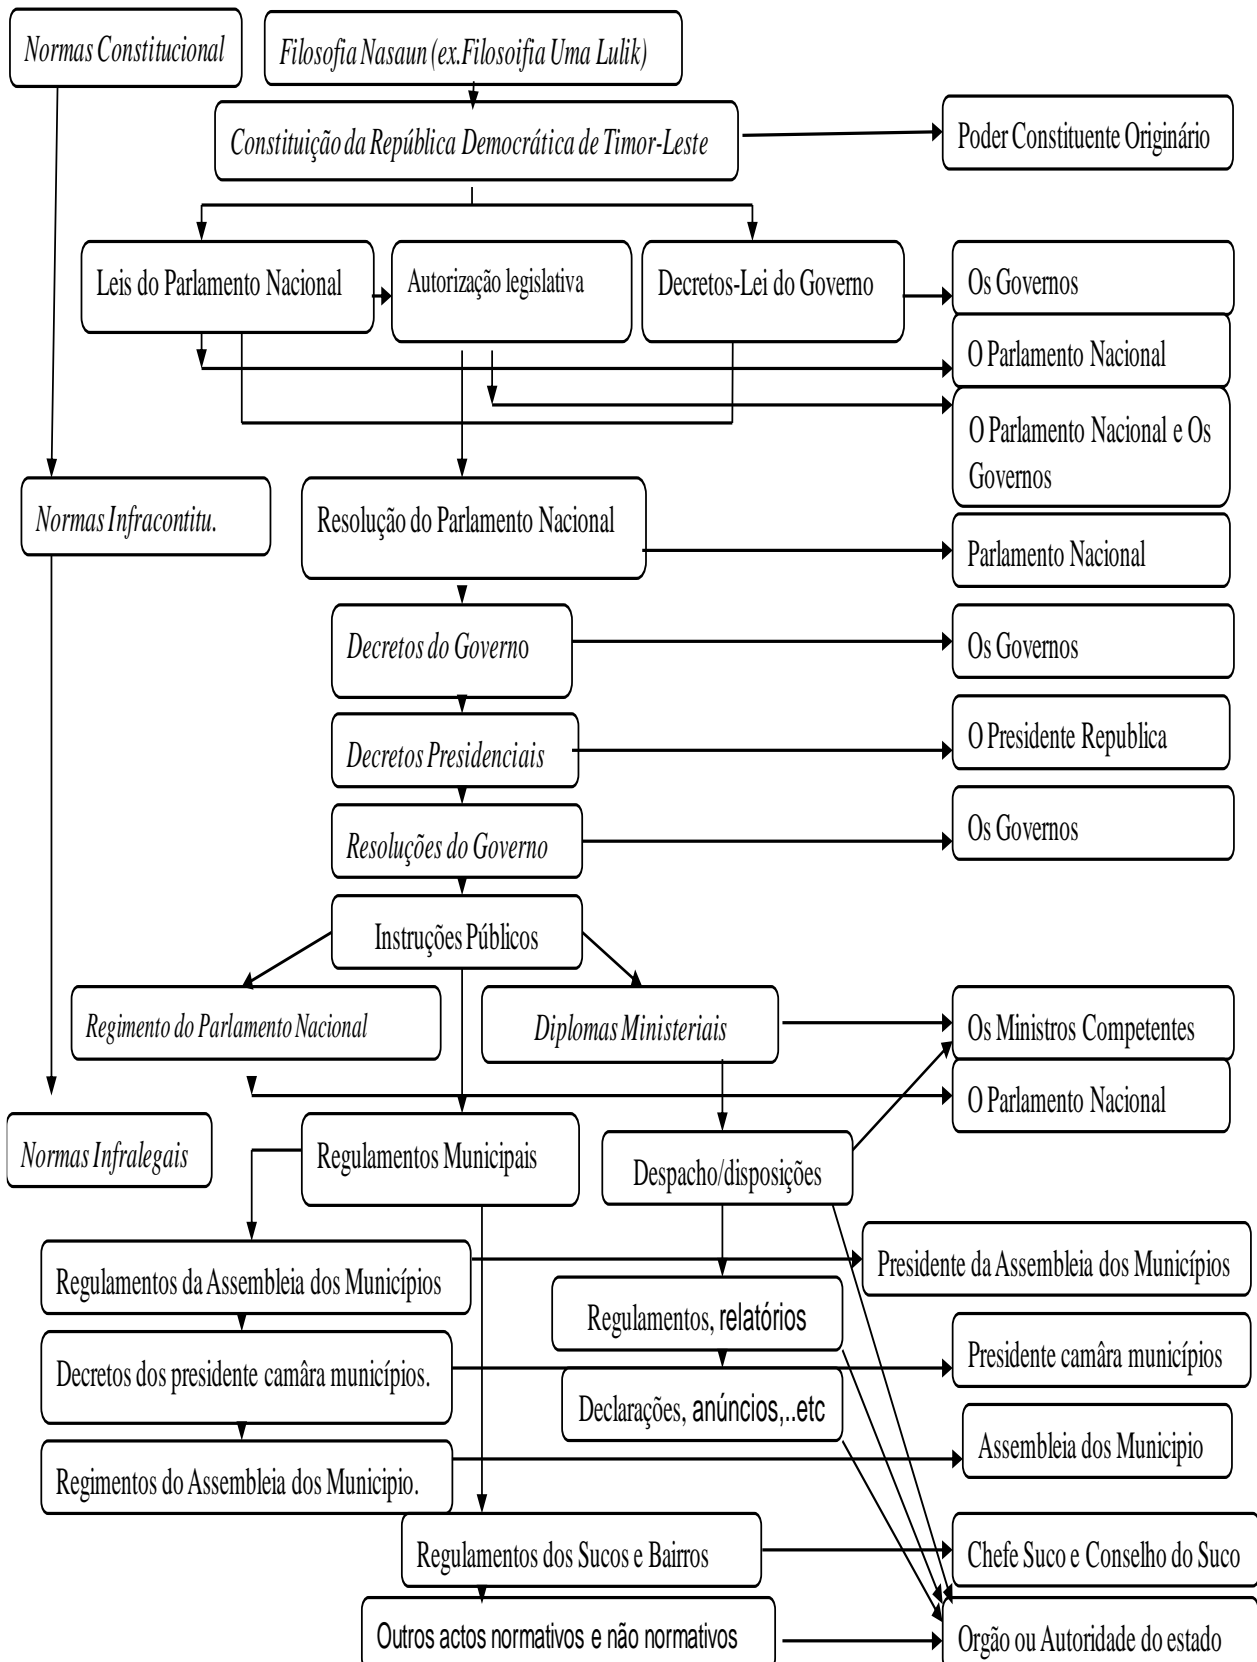 Normas Constitucional
Filosofia Nasaun (ex.Filosoifia Uma Lulik)
Constituição da República Democrática de Timor-Leste
Poder Constituente Originário
Leis do Parlamento Nacional
Autorização legislativa
Decretos-Lei do Governo
Os Governos
O Parlamento Nacional
O Parlamento Nacional e Os
Governos
Normas Infracontitu.
Resolução do Parlamento Nacional
Parlamento Nacional
Decretos do Governo
Os Governos
Decretos Presidenciais
O Presidente Republica
Resoluções do Governo
Os Governos
Instruções Públicos
Regimento do Parlamento Nacional
Diplomas Ministeriais
Os Ministros Competentes
O Parlamento Nacional
Normas Infralegais
Regulamentos Municipais
Despacho/disposições
Regulamentos da Assembleia dos Municípios
Presidente da Assembleia dos Municípios
Regulamentos, relatórios
Decretos dos presidente camâra municípios.
Presidente camâra municípios
Declarações, anúncios,..etc
Regimentos do Assembleia dos Municipio.
Assembleia dos Municipio
Regulamentos dos Sucos e Bairros
Chefe Suco e Conselho do Suco
Outros actos normativos e não normativos
Orgão ou Autoridade do estado